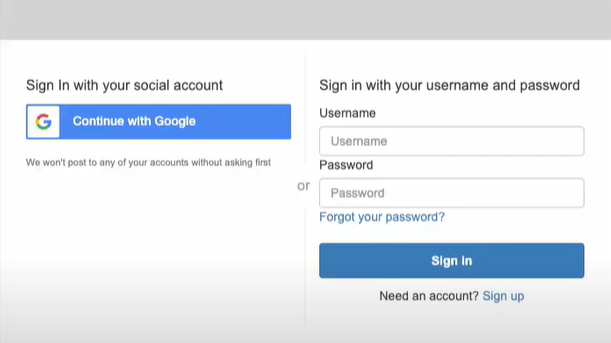 Sign In with your social account
Continue with Google
We won't post to any of your accounts without asking first
or
Sign in with your username and password
Username
Username
Password
Password
Forgot your password?
Sign in
Need an account? Sign up